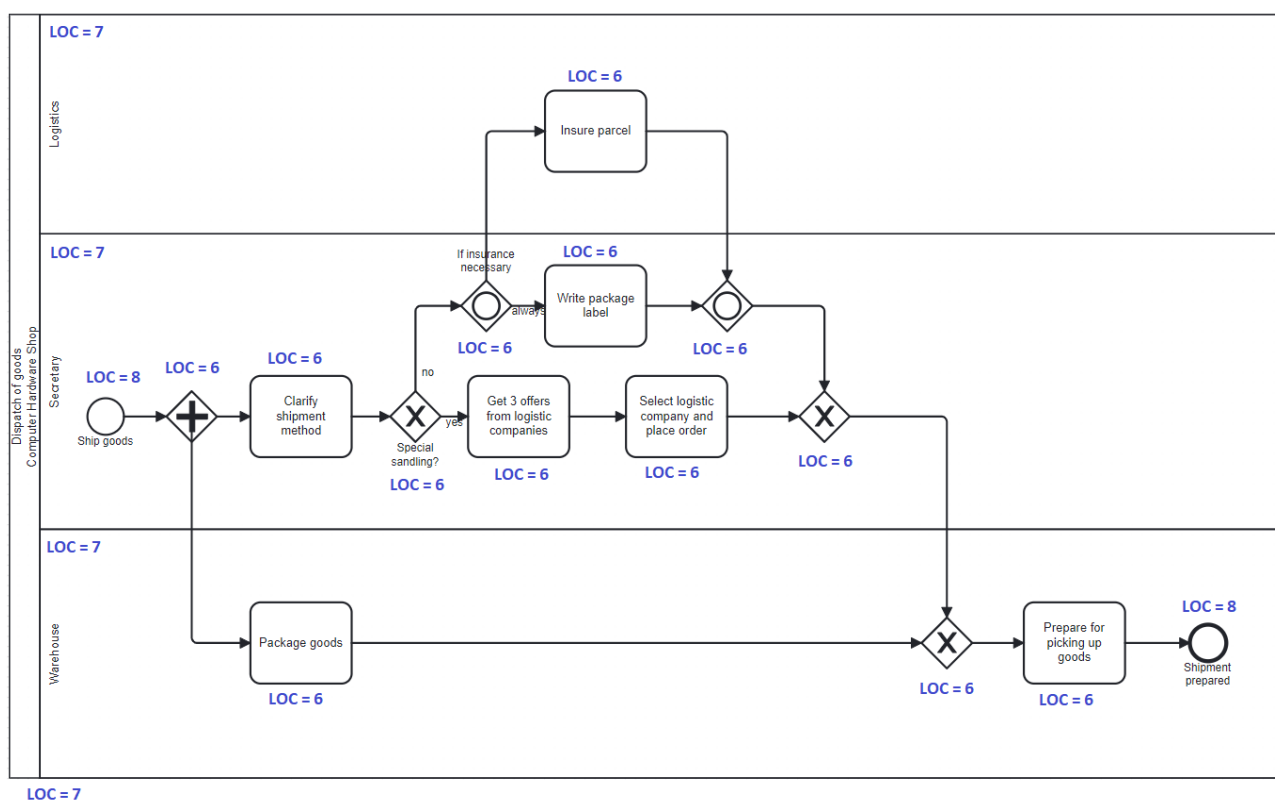 LOC = 7
Logistics
LOC = 6
Insure parcel
Dispatch of goods
Computer Hardware Shop
LOC = 7
Secretary
If insurance
necessary
LOC = 6
Write package
label
always
LOC = 6
LOC = 6
no
LOC = 8
Ship goods
LOC = 6
LOC = 6
Clarify
shipment
method
yes
Special
sandling?
LOC = 6
Get 3 offers
from logistic
companies
LOC = 6
Select logistic
company and
place order
LOC = 6
LOC = 6
LOC = 7
Warehouse
Package goods
LOC = 6
LOC = 6
Prepare for
picking up
goods
LOC = 6
LOC = 8
Shipment
prepared
LOC = 7